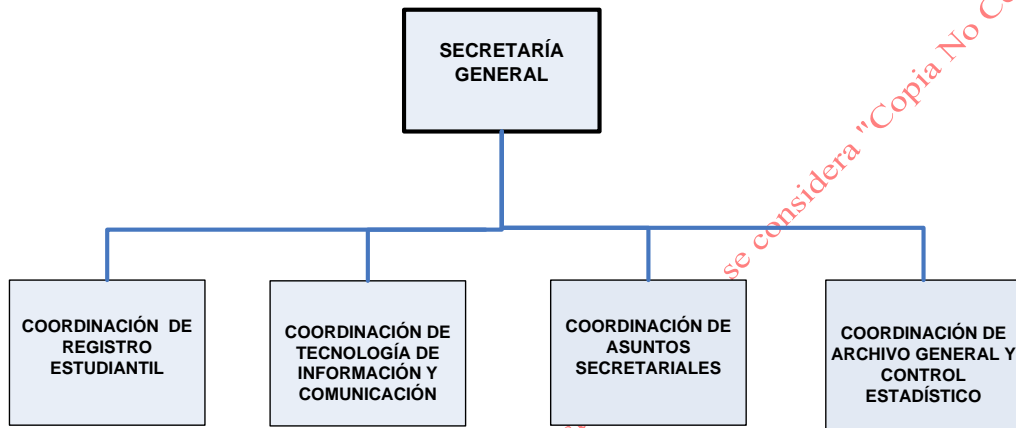 SECRETARÍA
GENERAL
se considera "Copia No
COORDINACIÓN DE
REGISTRO
ESTUDIANTIL
COORDINACIÓN DE
TECNOLOGÍA DE
INFORMACIÓN Y
COMUNICACIÓN
COORDINACIÓN DE
ASUNTOS
SECRETARIALES
COORDINACIÓN DE
ARCHIVO GENERAL Y
CONTROL
ESTADÍSTICO